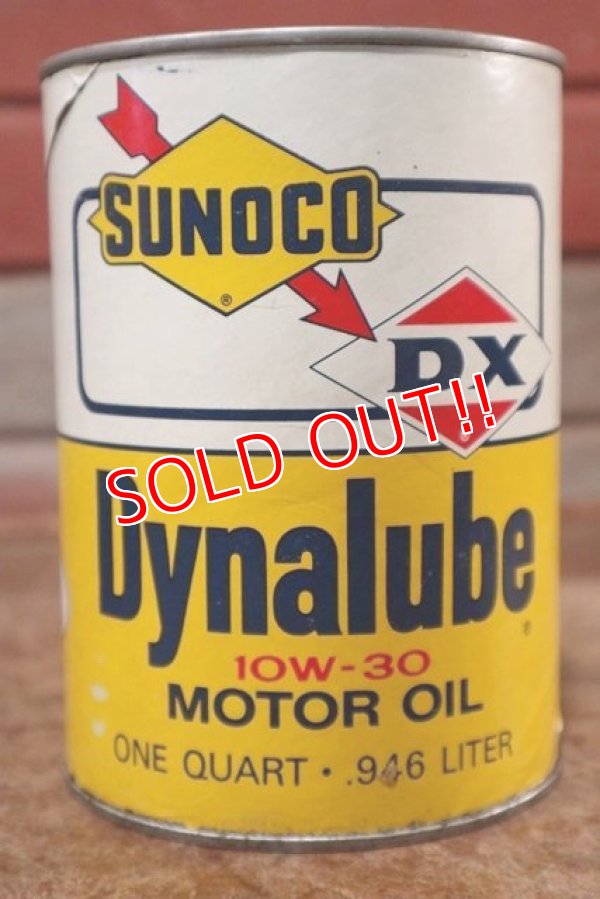 SUNOCO
®
DX
SOLD OUT!!
Dynalube
10W-30
MOTOR OIL
ONE QUART • .946 LITER